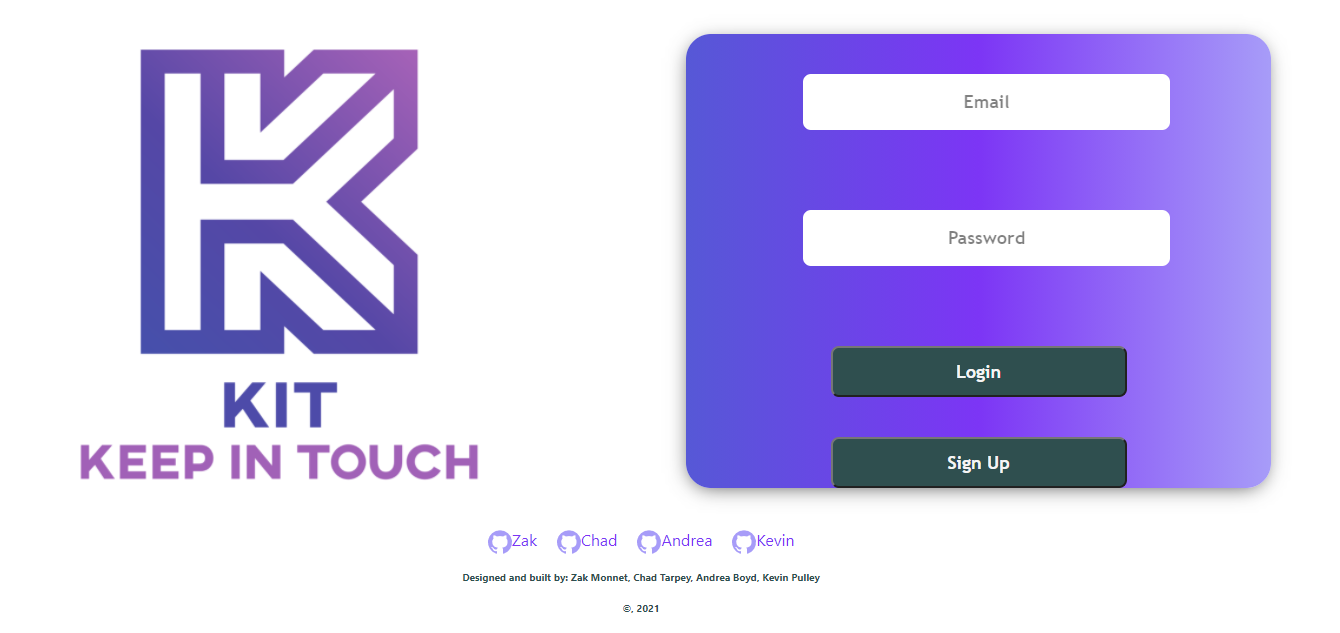 KIT
KEEP IN TOUCH
Email
Password
Login
Sign Up
Zak Chad Andrea Kevin
Designed and built by: Zak Monnet, Chad Tarpey, Andrea Boyd, Kevin Pulley
©, 2021